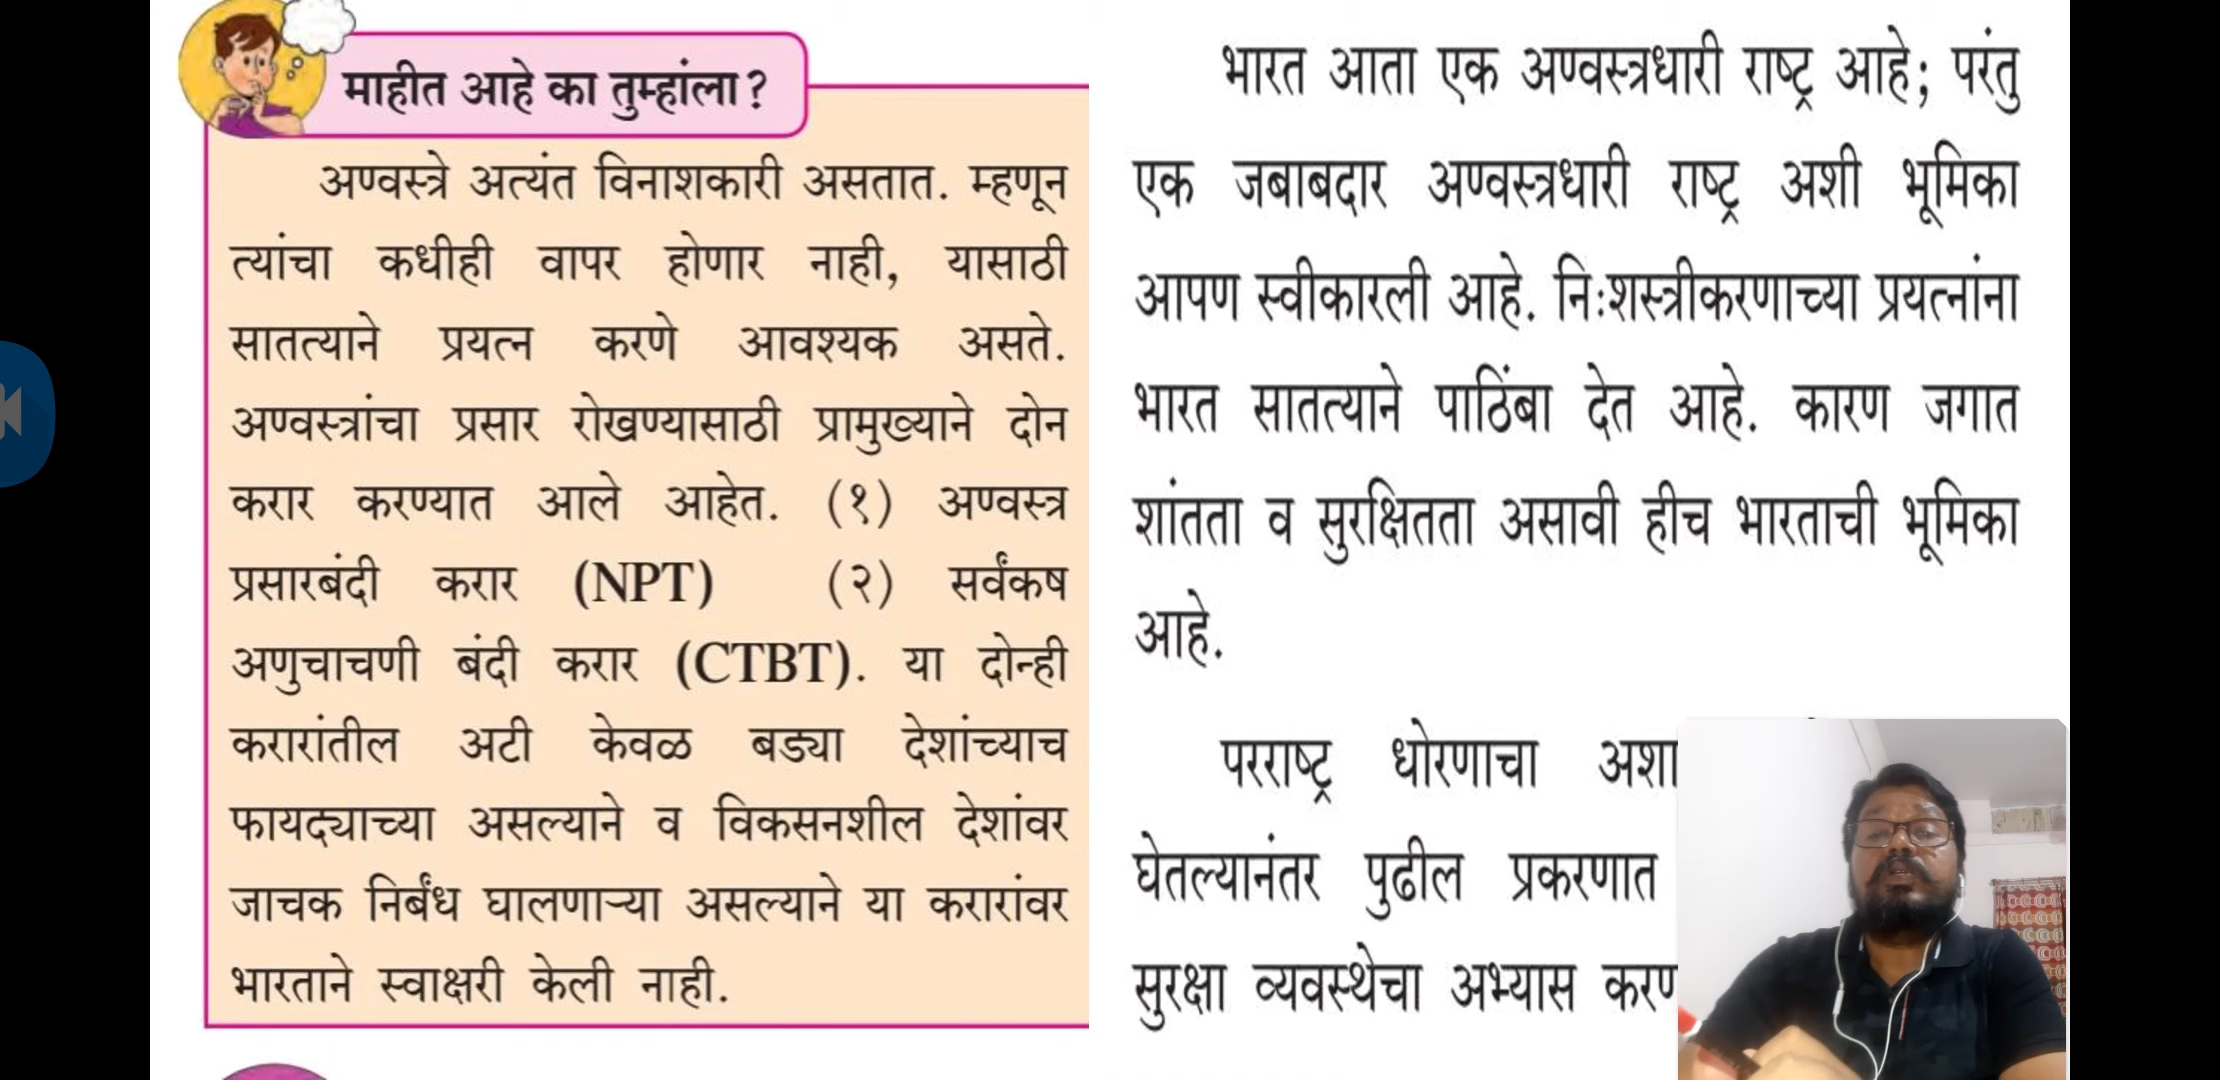 माहीत आहे का तुम्हांला?
अण्वस्त्रे अत्यंत विनाशकारी असतात. म्हणून
त्यांचा कधीही वापर होणार नाही, यासाठी
सातत्याने प्रयत्न करणे आवश्यक असते.
अण्वस्त्रांचा प्रसार रोखण्यासाठी प्रामुख्याने दोन
करार करण्यात आले आहेत. (१) अण्वस्त्र
प्रसारबंदी करार (NPT) (२) सर्वंकष
अणुचाचणी बंदी करार (CTBT). या दोन्ही
करारांतील अटी केवळ बड्या देशांच्याच
फायद्याच्या असल्याने व विकसनशील देशांवर
जाचक निर्बंध घालणाऱ्या असल्याने या करारांवर
भारताने स्वाक्षरी केली नाही.
भारत आता एक अण्वस्त्रधारी राष्ट्र आहे; परंतु
एक जबाबदार अण्वस्त्रधारी राष्ट्र अशी भूमिका
आपण स्वीकारली आहे. निःशस्त्रीकरणाच्या प्रयत्नांना
भारत सातत्याने पाठिंबा देत आहे. कारण जगात
शांतता व सुरक्षितता असावी हीच भारताची भूमिका
आहे.
परराष्ट्र धोरणाचा अशा
घेतल्यानंतर पुढील प्रकरणात
सुरक्षा व्यवस्थेचा अभ्यास